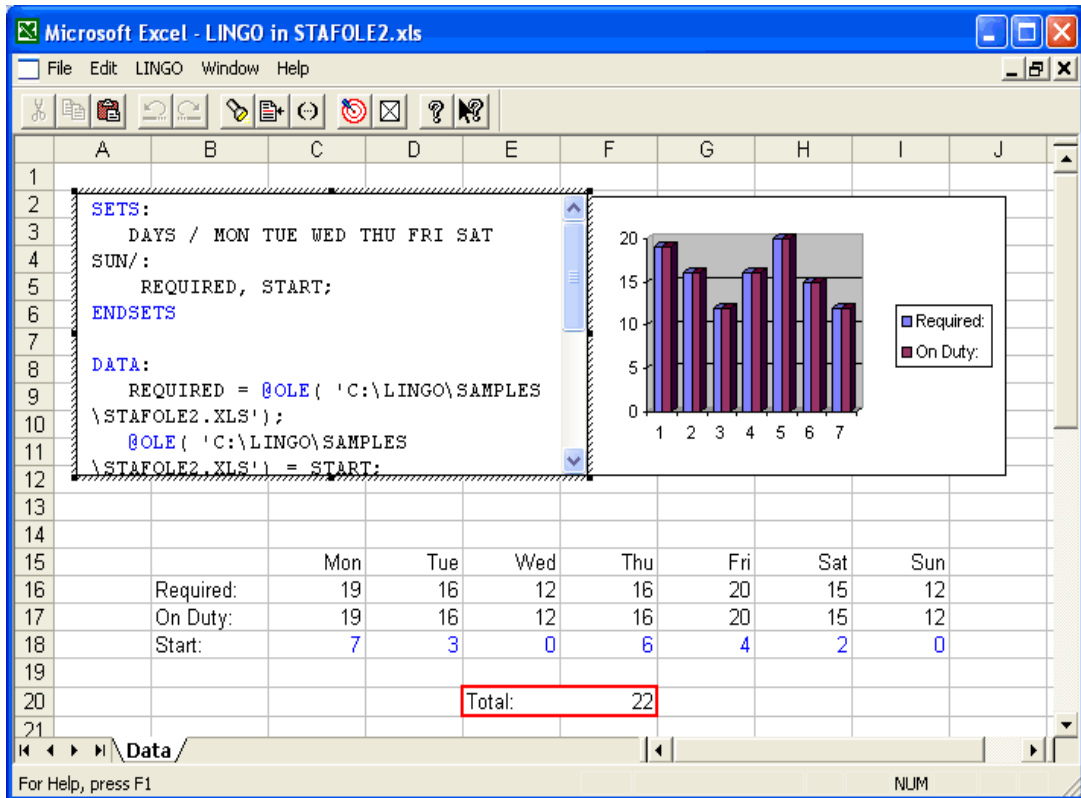 Microsoft Excel - LINGO in STAFOLE2.xls
File Edit LINGO Window Help
A B C D E F G H I J
1
2
3
4
5
6
7
8
9
10
11
12
13
14
15
16
17
18
19
20
21
SETS:
DAYS / MON TUE WED THU FRI SAT
SUN/:
REQUIRED, START;
ENDSETS
DATA:
REQUIRED = @OLE( 'C:\LINGO\SAMPLES
\STAFOLE2.XLS');
@OLE( 'C:\LINGO\SAMPLES
\STAFOLE2.XLS') = START;
20
15
10
5
0
1 2 3 4 5 6 7
Required:
On Duty:
Mon Tue Wed Thu Fri Sat Sun
Required: 19 16 12 16 20 15 12
On Duty: 19 16 12 16 20 15 12
Start: 7 3 0 6 4 2 0
Total: 22
Data
For Help, press F1 NUM